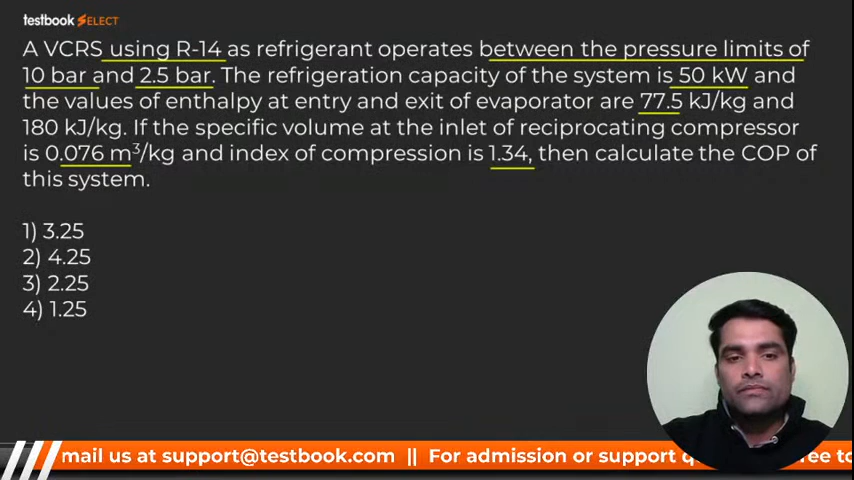 testbook SELECT
A VCRS using R-14 as refrigerant operates between the pressure limits of
10 bar and 2.5 bar. The refrigeration capacity of the system is 50 kW and
the values of enthalpy at entry and exit of evaporator are 77.5 kJ/kg and
180 kJ/kg. If the specific volume at the inlet of reciprocating compressor
is 0.076 m³/kg and index of compression is 1.34, then calculate the COP of
this system.
1) 3.25
2) 4.25
3) 2.25
4) 1.25
mail us at support@testbook.com || For admission or support